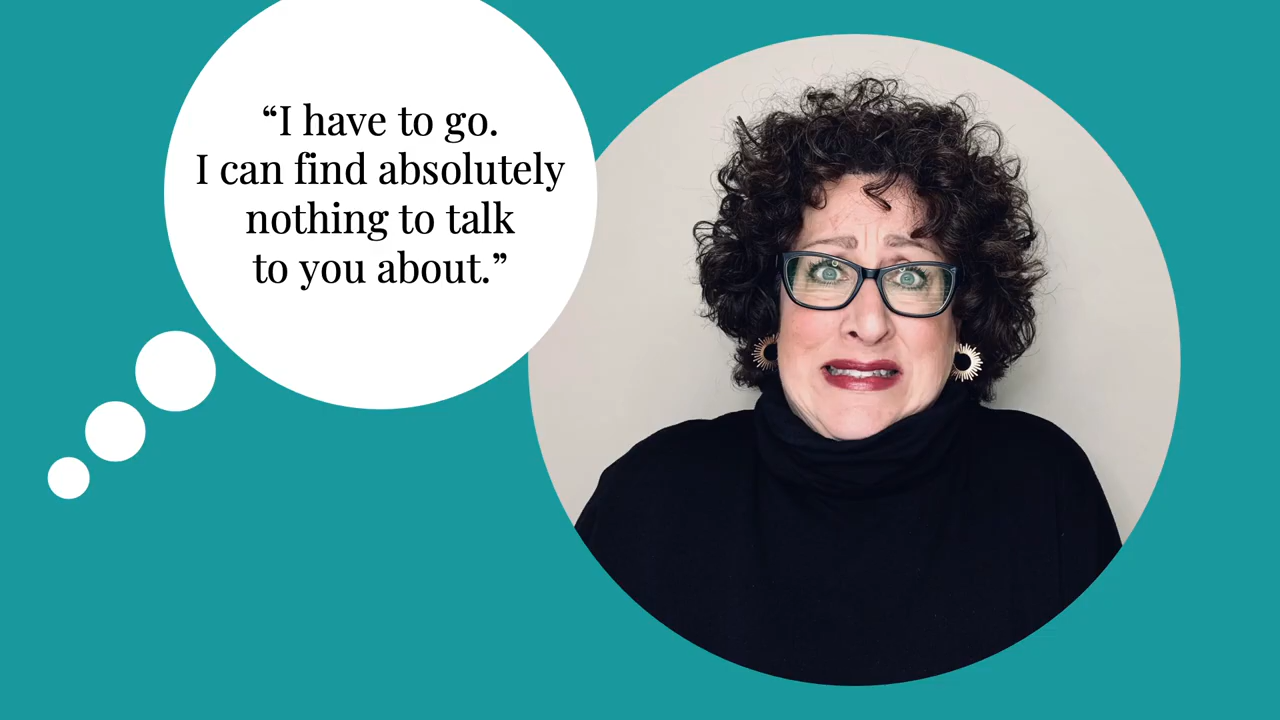 “I have to go.
I can find absolutely
nothing to talk
to you about.”